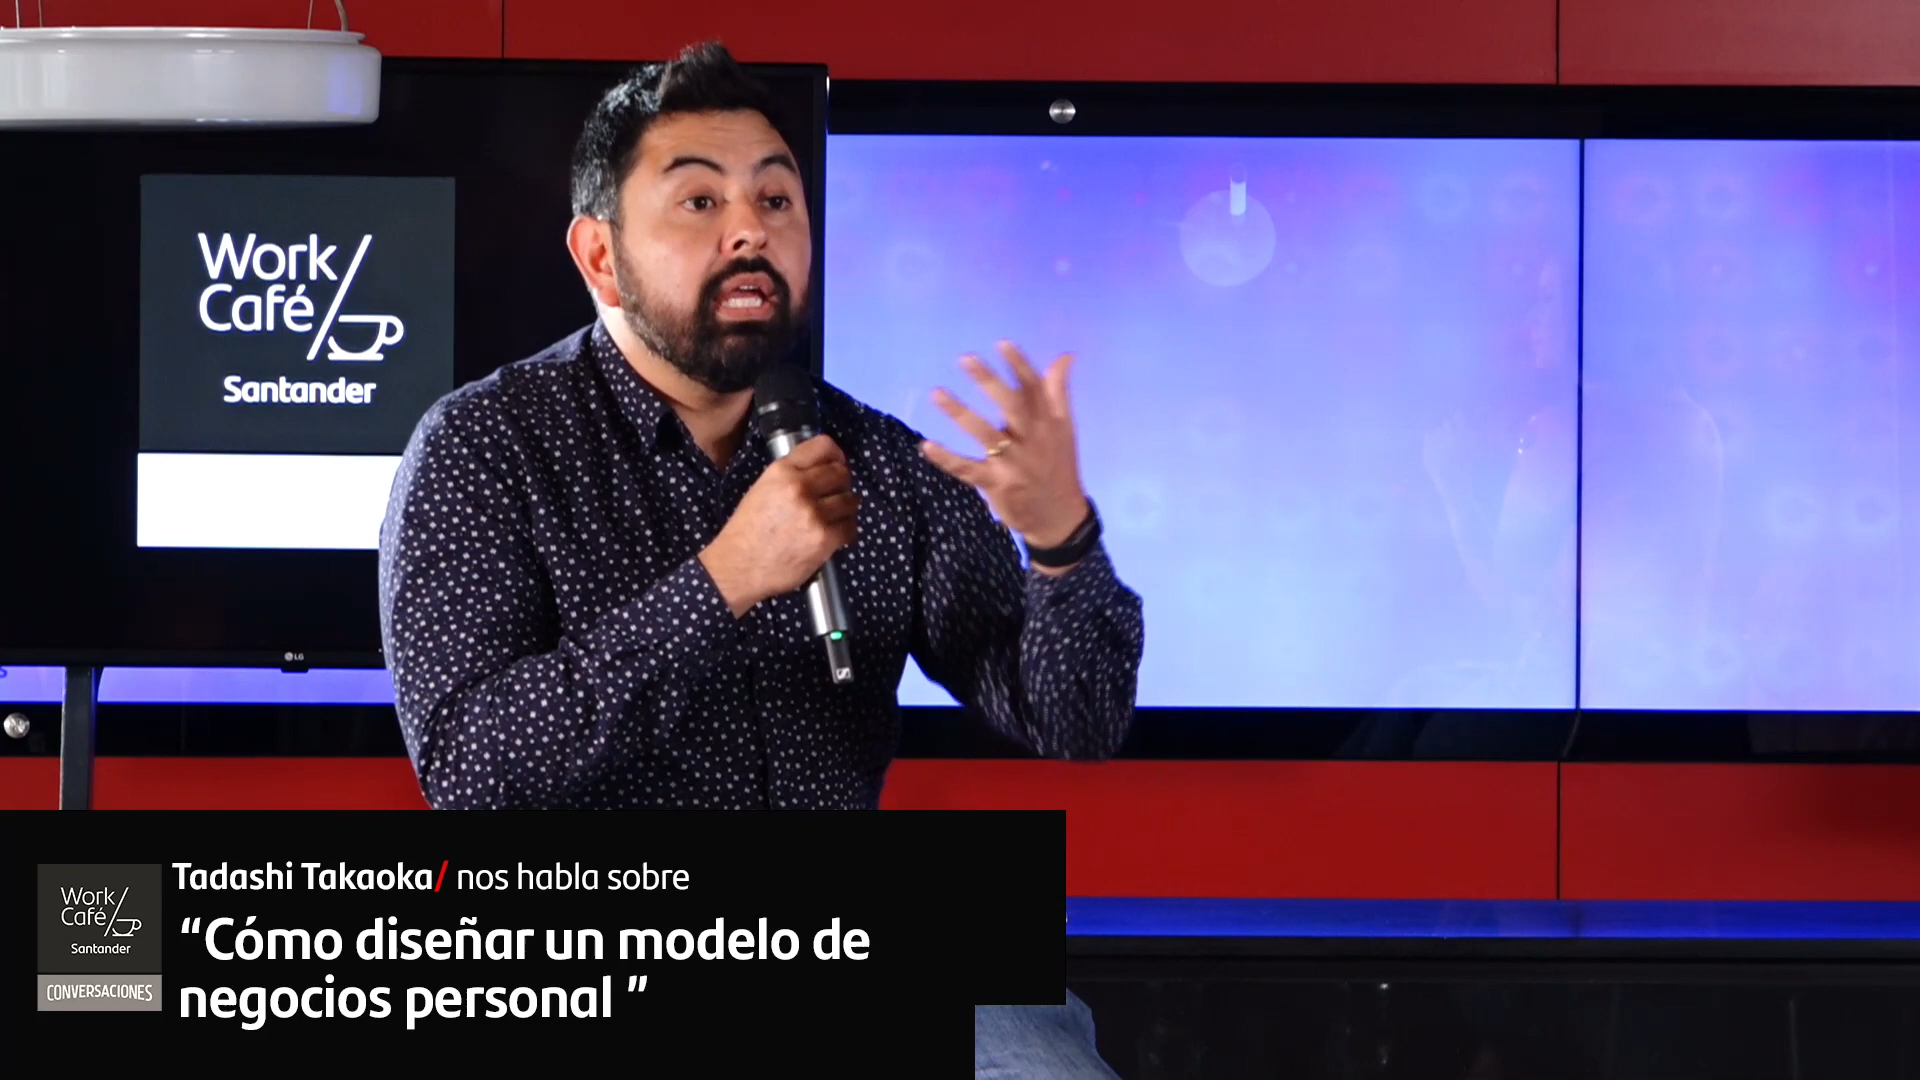 Work
Café
Santander
LG
Tadashi Takaoka/ nos habla sobre
“Cómo diseñar un modelo de
negocios personal ”
Work
Café
Santander
CONVERSACIONES